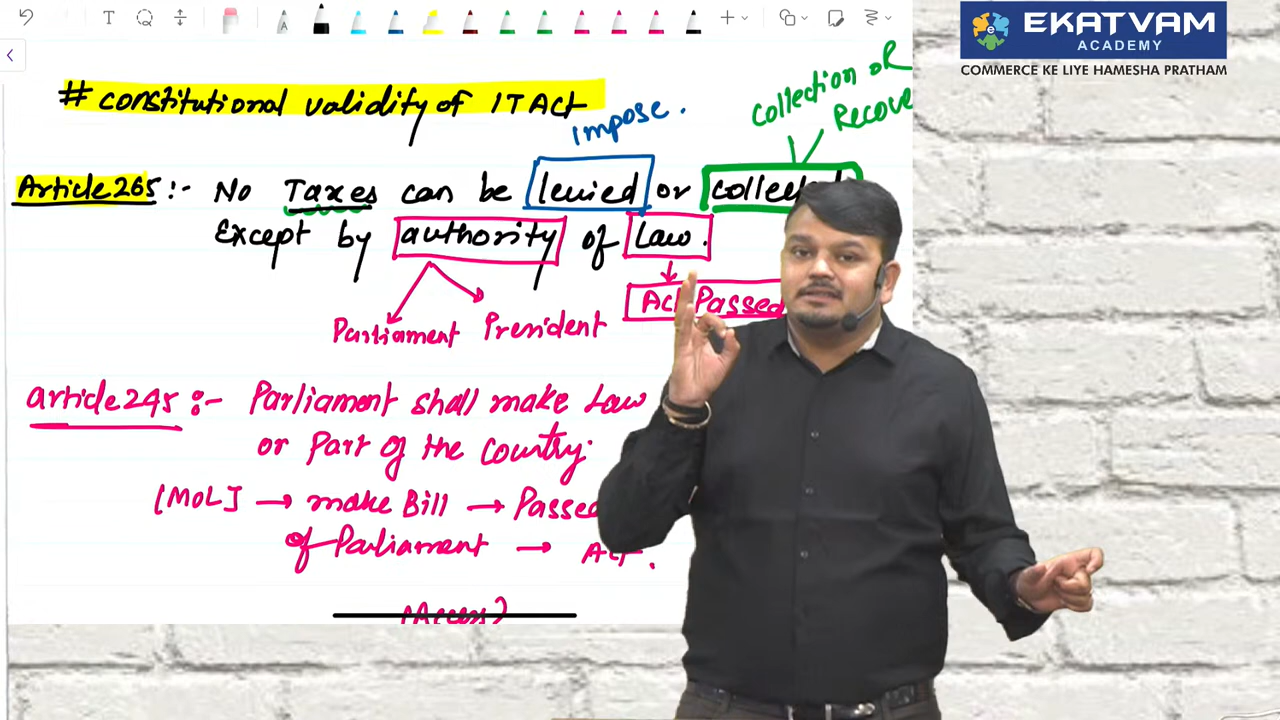 EKATVAM
ACADEMY
COMMERCE KE LIYE HAMESHA PRATHAM
# Constitutional validity of IT Act
Impose.
Collection or
Article 265 :- No Taxes can be levied or
Except by authority of Law.
Act Passed
Parliament President
article 245 :- Parliament shall make Law
or Part of the Country
[MOL] → make Bill → Passed
of Parliament → Act.